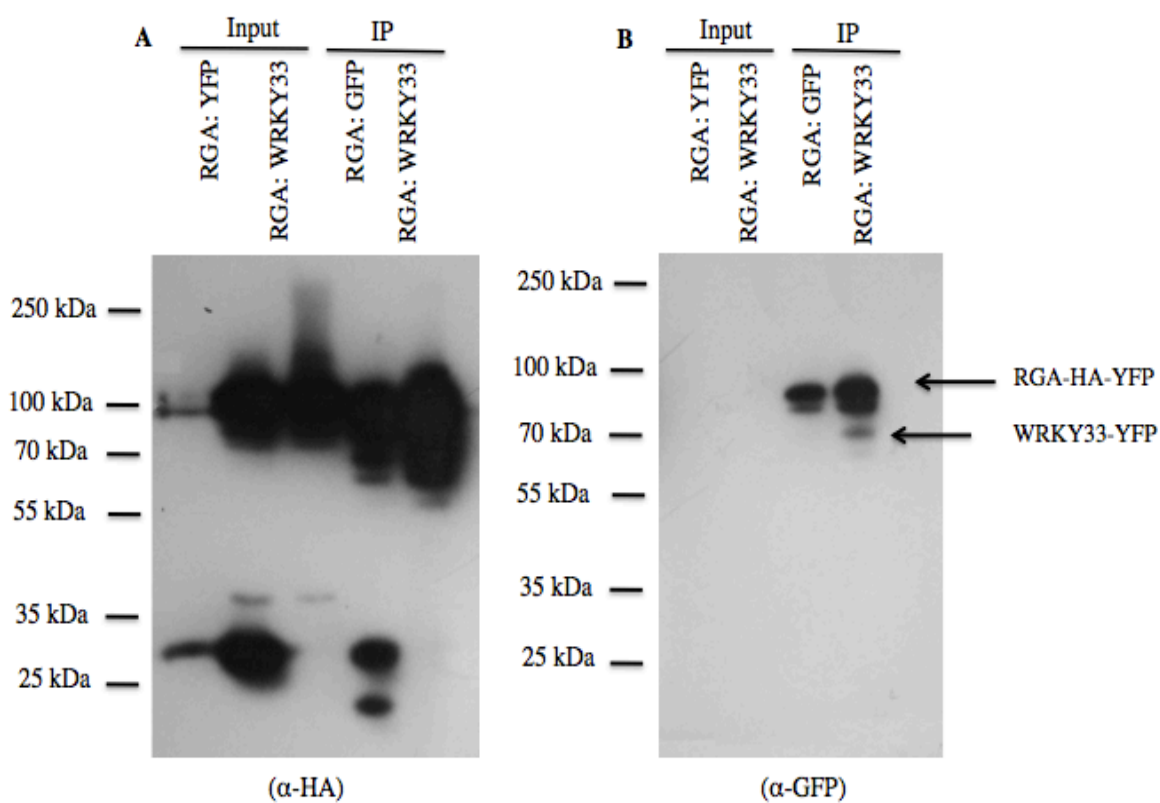 A
Input
IP
RGA: YFP
RGA: WRKY33
RGA: GFP
RGA: WRKY33
250 kDa
100 kDa
70 kDa
55 kDa
35 kDa
25 kDa
(α-HA)
B
Input
IP
RGA: YFP
RGA: WRKY33
RGA: GFP
RGA: WRKY33
250 kDa
100 kDa
70 kDa
55 kDa
35 kDa
25 kDa
RGA-HA-YFP
WRKY33-YFP
(α-GFP)